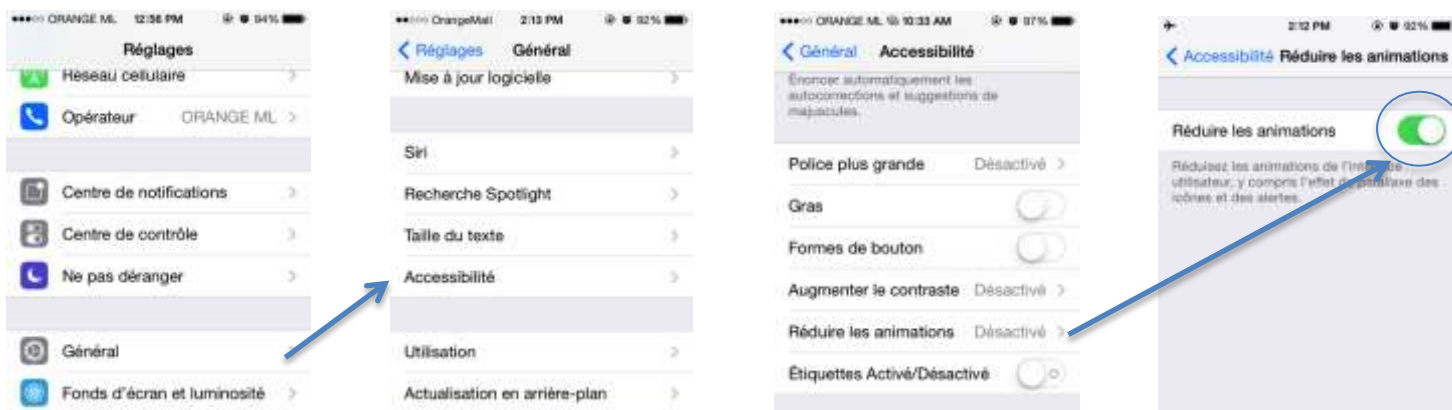 ORANGE ML 12:56 PM 94%
Réglages
Réseau cellulaire
Opérateur ORANGE ML
Centre de notifications
Centre de contrôle
Ne pas déranger
Général
Fonds d'écran et luminosité
OrangeMali 2:13 PM 92%
Réglages Général
Mise à jour logicielle
Siri
Recherche Spotlight
Taille du texte
Accessibilité
Utilisation
Actualisation en arrière-plan
ORANGE ML 10:33 AM 97%
Général Accessibilité
Énoncer automatiquement les
autocorrections et suggestions de
majuscules.
Police plus grande Désactivé
Gras
Formes de bouton
Augmenter le contraste Désactivé
Réduire les animations Désactivé
Étiquettes Activé/Désactivé
2:12 PM 92%
Accessibilité Réduire les animations
Réduire les animations
Réduisez les animations de l'interface
utilisateur, y compris l'effet de parallaxe des
icônes et des alertes.